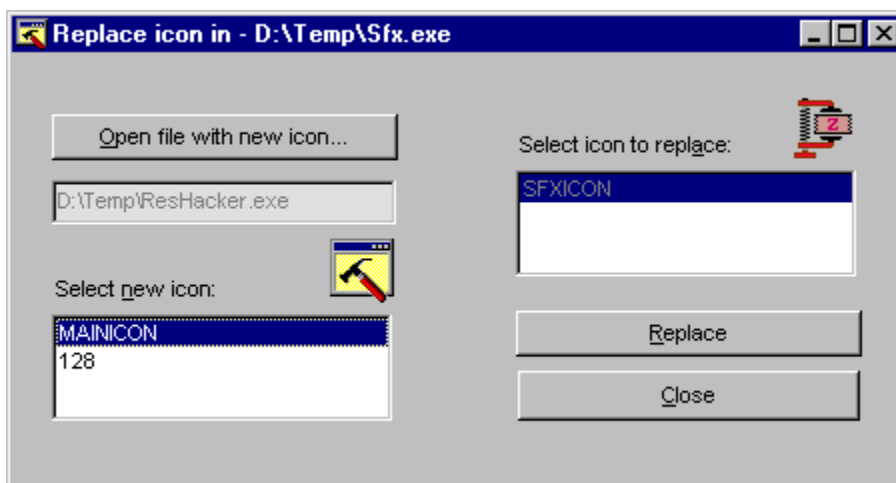 Replace icon in - D:\Temp\Sfx.exe
Open file with new icon...
D:\Temp\ResHacker.exe
Select new icon:
MAINICON
128
Select icon to replace:
Z
SFXICON
Replace
Close